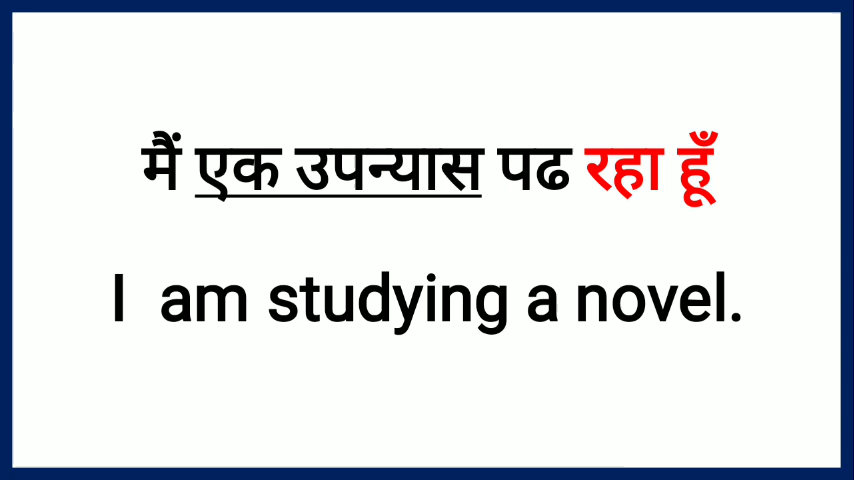 मैं एक उपन्यास पढ रहा हूँ
I am studying a novel.